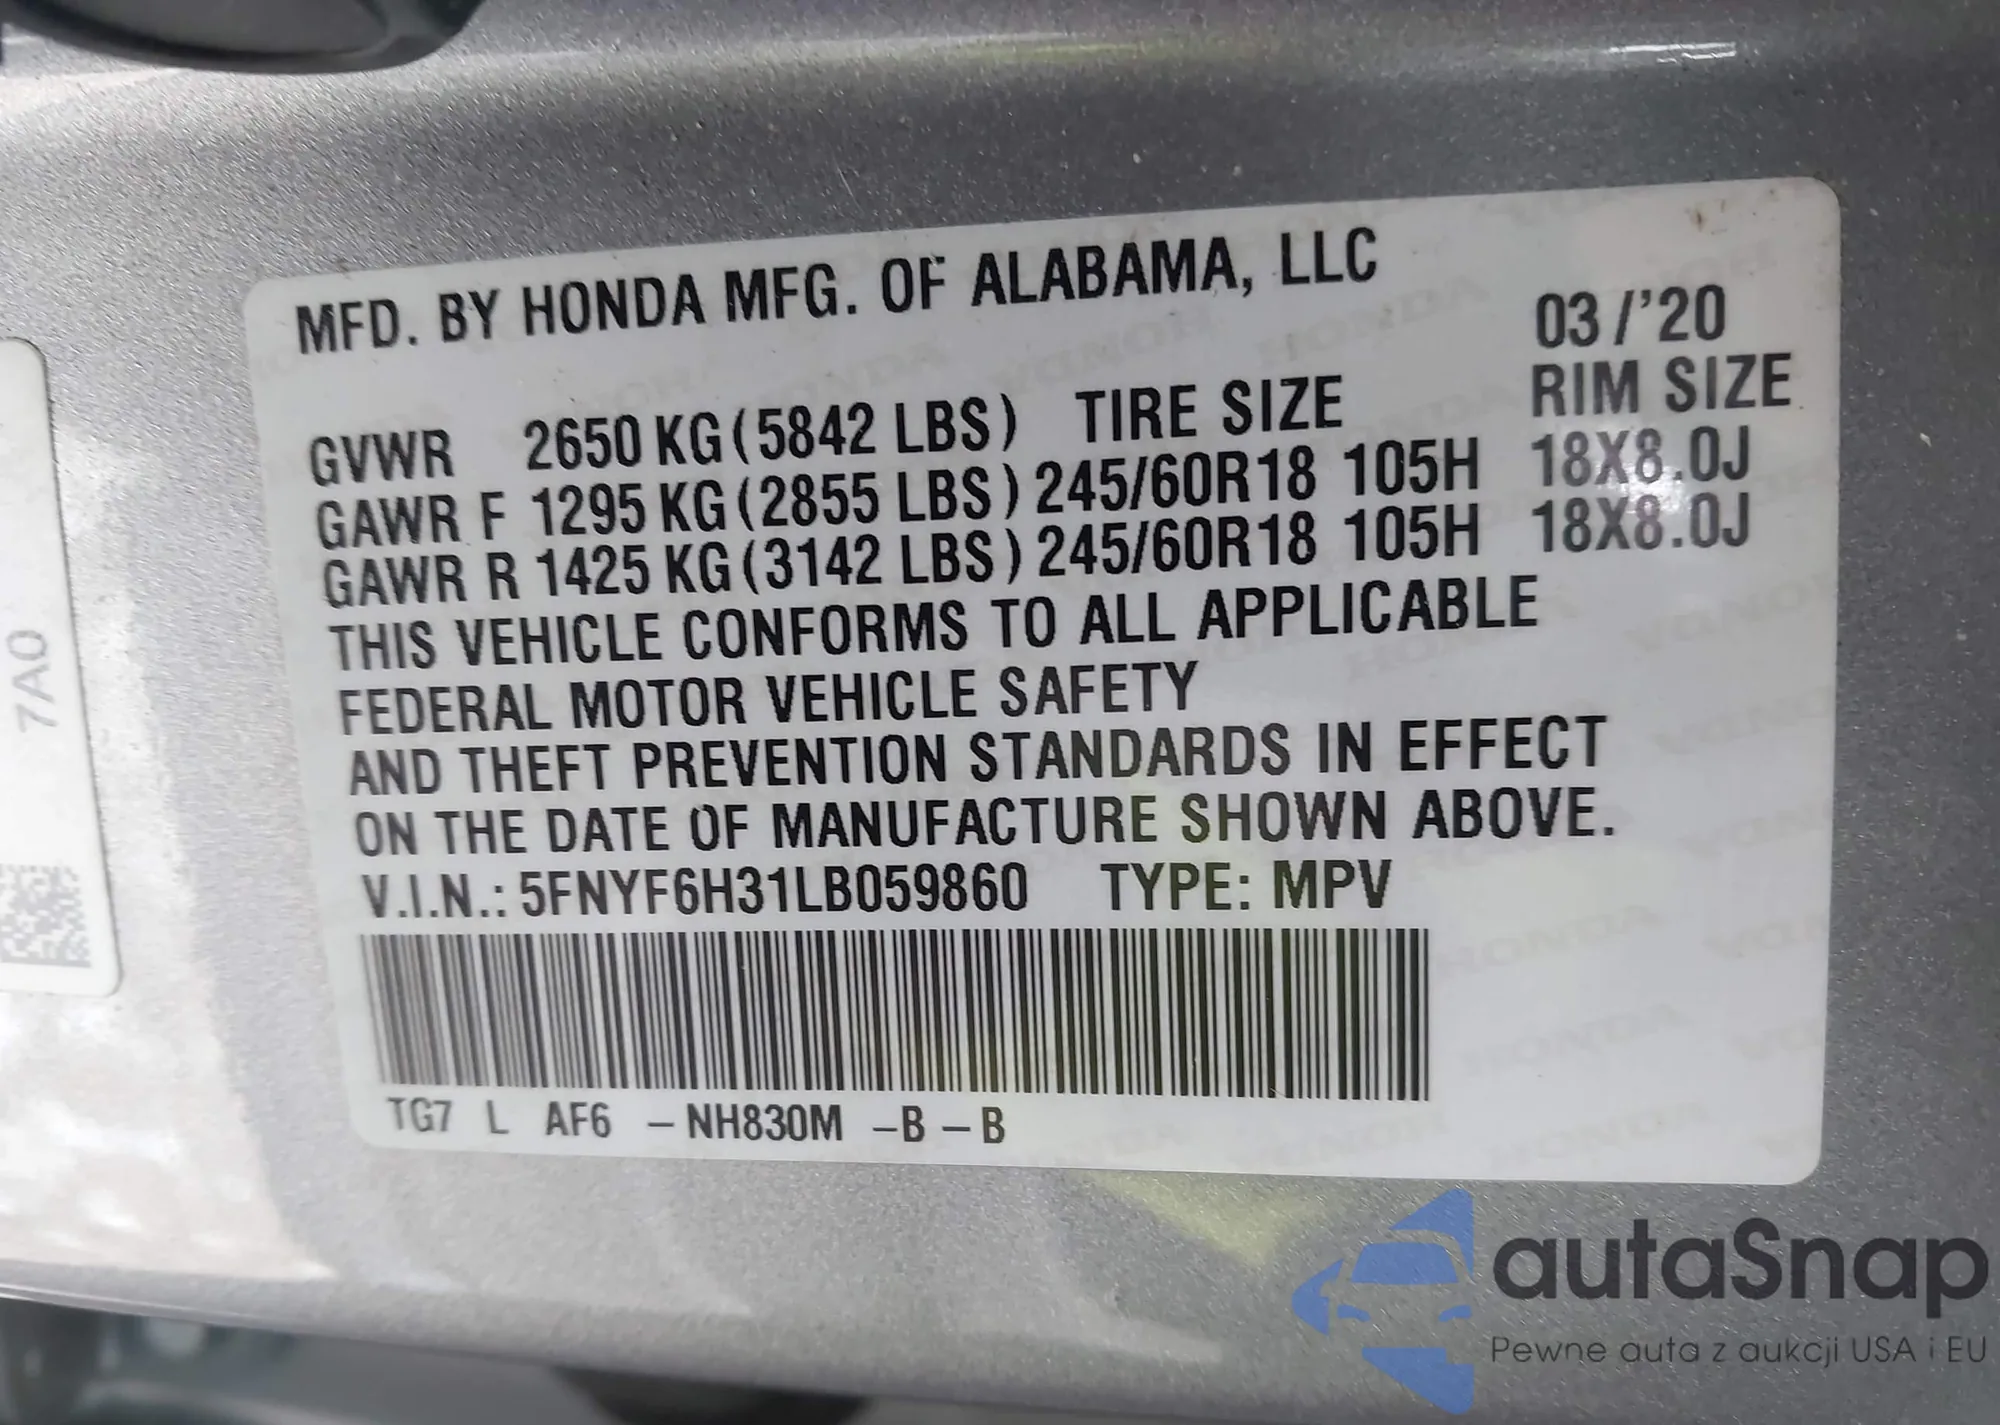 MFD. BY HONDA MFG. OF ALABAMA, LLC
03/'20
GVWR 2650 KG (5842 LBS) TIRE SIZE RIM SIZE
GAWR F 1295 KG (2855 LBS) 245/60R18 105H 18X8.0J
GAWR R 1425 KG (3142 LBS) 245/60R18 105H 18X8.0J
THIS VEHICLE CONFORMS TO ALL APPLICABLE
FEDERAL MOTOR VEHICLE SAFETY
AND THEFT PREVENTION STANDARDS IN EFFECT
ON THE DATE OF MANUFACTURE SHOWN ABOVE.
V.I.N.: 5FNYF6H31LB059860 TYPE: MPV
TG7 L AF6 –NH830M –B –B
7A0
autaSnap
Pewne auta z aukcji USA i EU